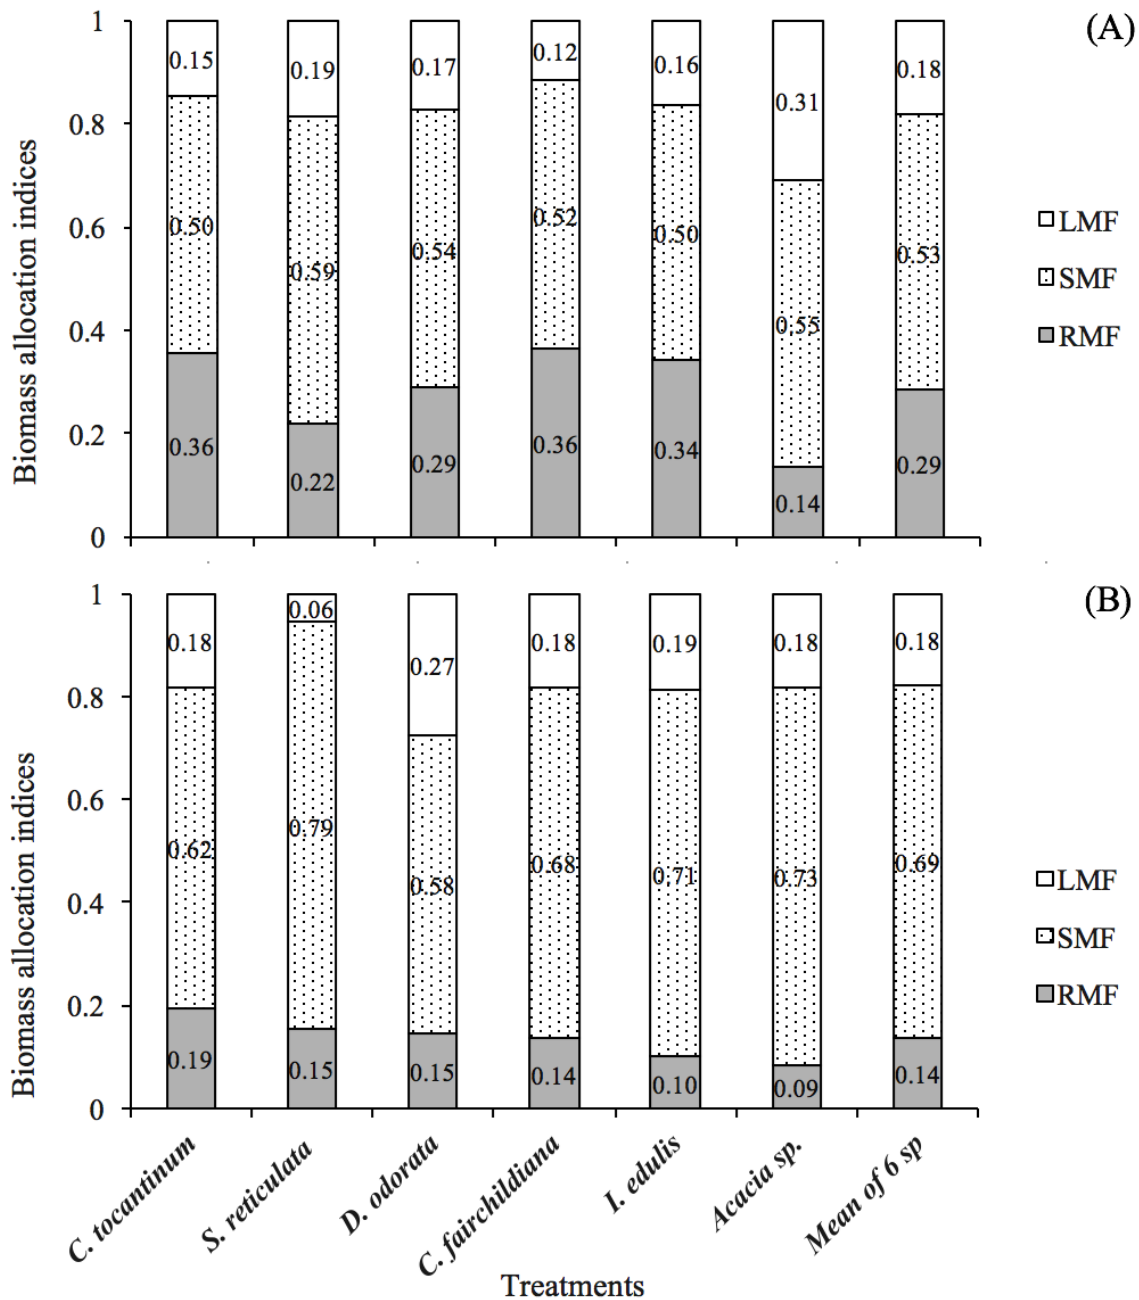 (A)
Biomass allocation indices
1
0.8
0.6
0.4
0.2
0
0.15 0.19 0.17 0.12 0.16 0.31 0.18
0.50 0.59 0.54 0.52 0.50 0.55 0.53
0.36 0.22 0.29 0.36 0.34 0.14 0.29
LMF
SMF
RMF
(B)
Biomass allocation indices
1
0.8
0.6
0.4
0.2
0
0.18 0.06 0.27 0.18 0.19 0.18 0.18
0.62 0.79 0.58 0.68 0.71 0.73 0.69
0.19 0.15 0.15 0.14 0.10 0.09 0.14
LMF
SMF
RMF
C. tocantinum
S. reticulata
D. odorata
C. fairchildiana
I. edulis
Acacia sp.
Mean of 6 sp
Treatments